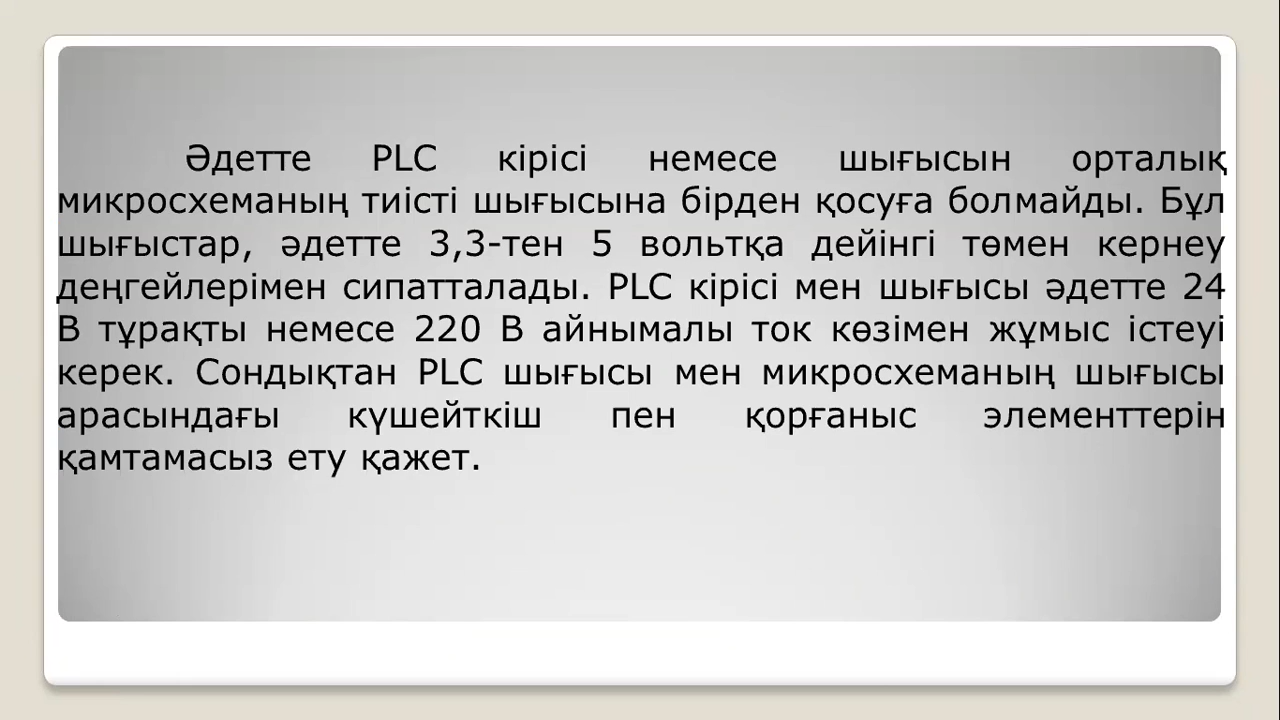 Әдетте PLC кірісі немесе шығысын орталық
микросхеманың тиісті шығысына бірден қосуға болмайды. Бұл
шығыстар, әдетте 3,3-тен 5 вольтқа дейінгі төмен кернеу
деңгейлерімен сипатталады. PLC кірісі мен шығысы әдетте 24
В тұрақты немесе 220 В айнымалы ток көзімен жұмыс істеуі
керек. Сондықтан PLC шығысы мен микросхеманың шығысы
арасындағы күшейткіш пен қорғаныс элементтерін
қамтамасыз ету қажет.